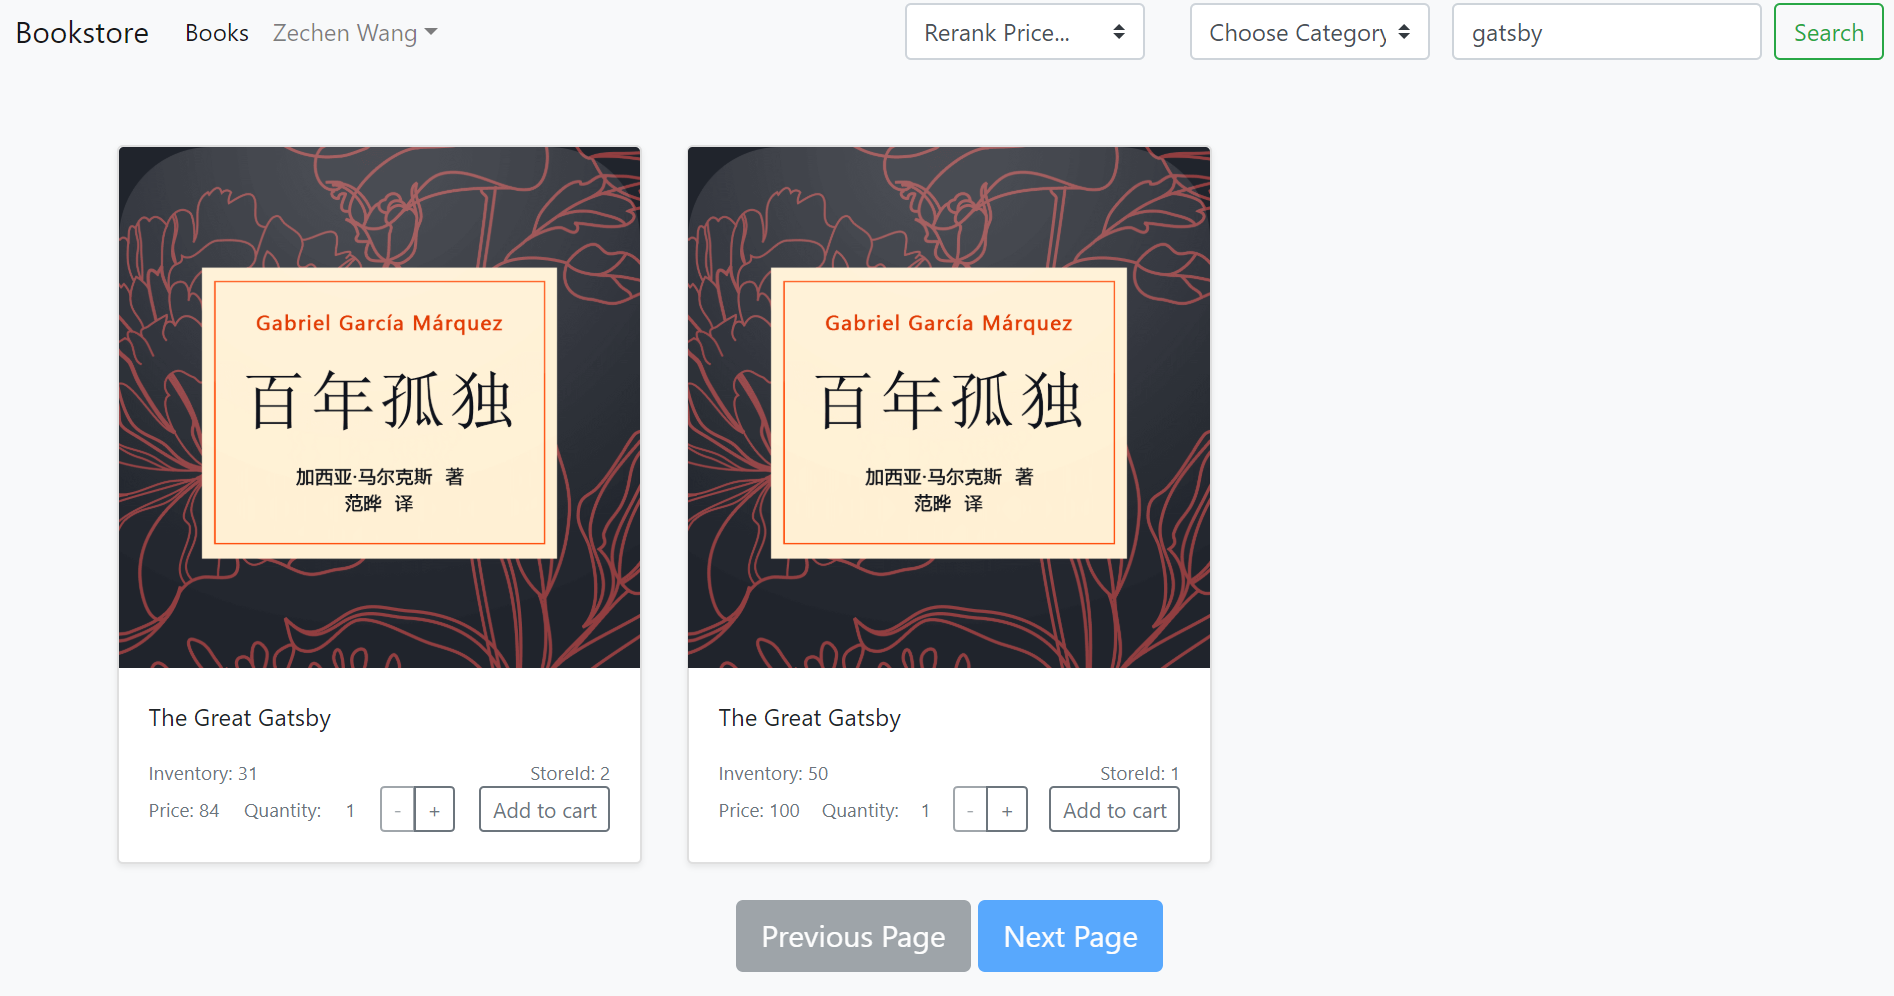 Bookstore Books Zechen Wang Rerank Price... Choose Category gatsby Search
Gabriel García Márquez
百年孤独
加西亚·马尔克斯 著
范晔 译
The Great Gatsby
Inventory: 31 StoreId: 2
Price: 84 Quantity: 1 - + Add to cart
Gabriel García Márquez
百年孤独
加西亚·马尔克斯 著
范晔 译
The Great Gatsby
Inventory: 50 StoreId: 1
Price: 100 Quantity: 1 - + Add to cart
Previous Page Next Page